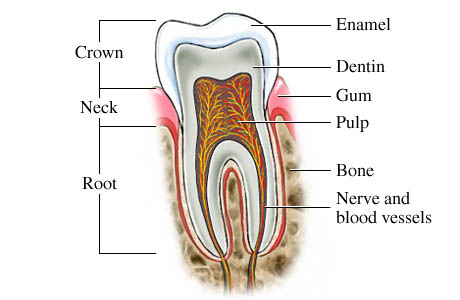 Crown
Neck
Root
Enamel
Dentin
Gum
Pulp
Bone
Nerve and
blood vessels